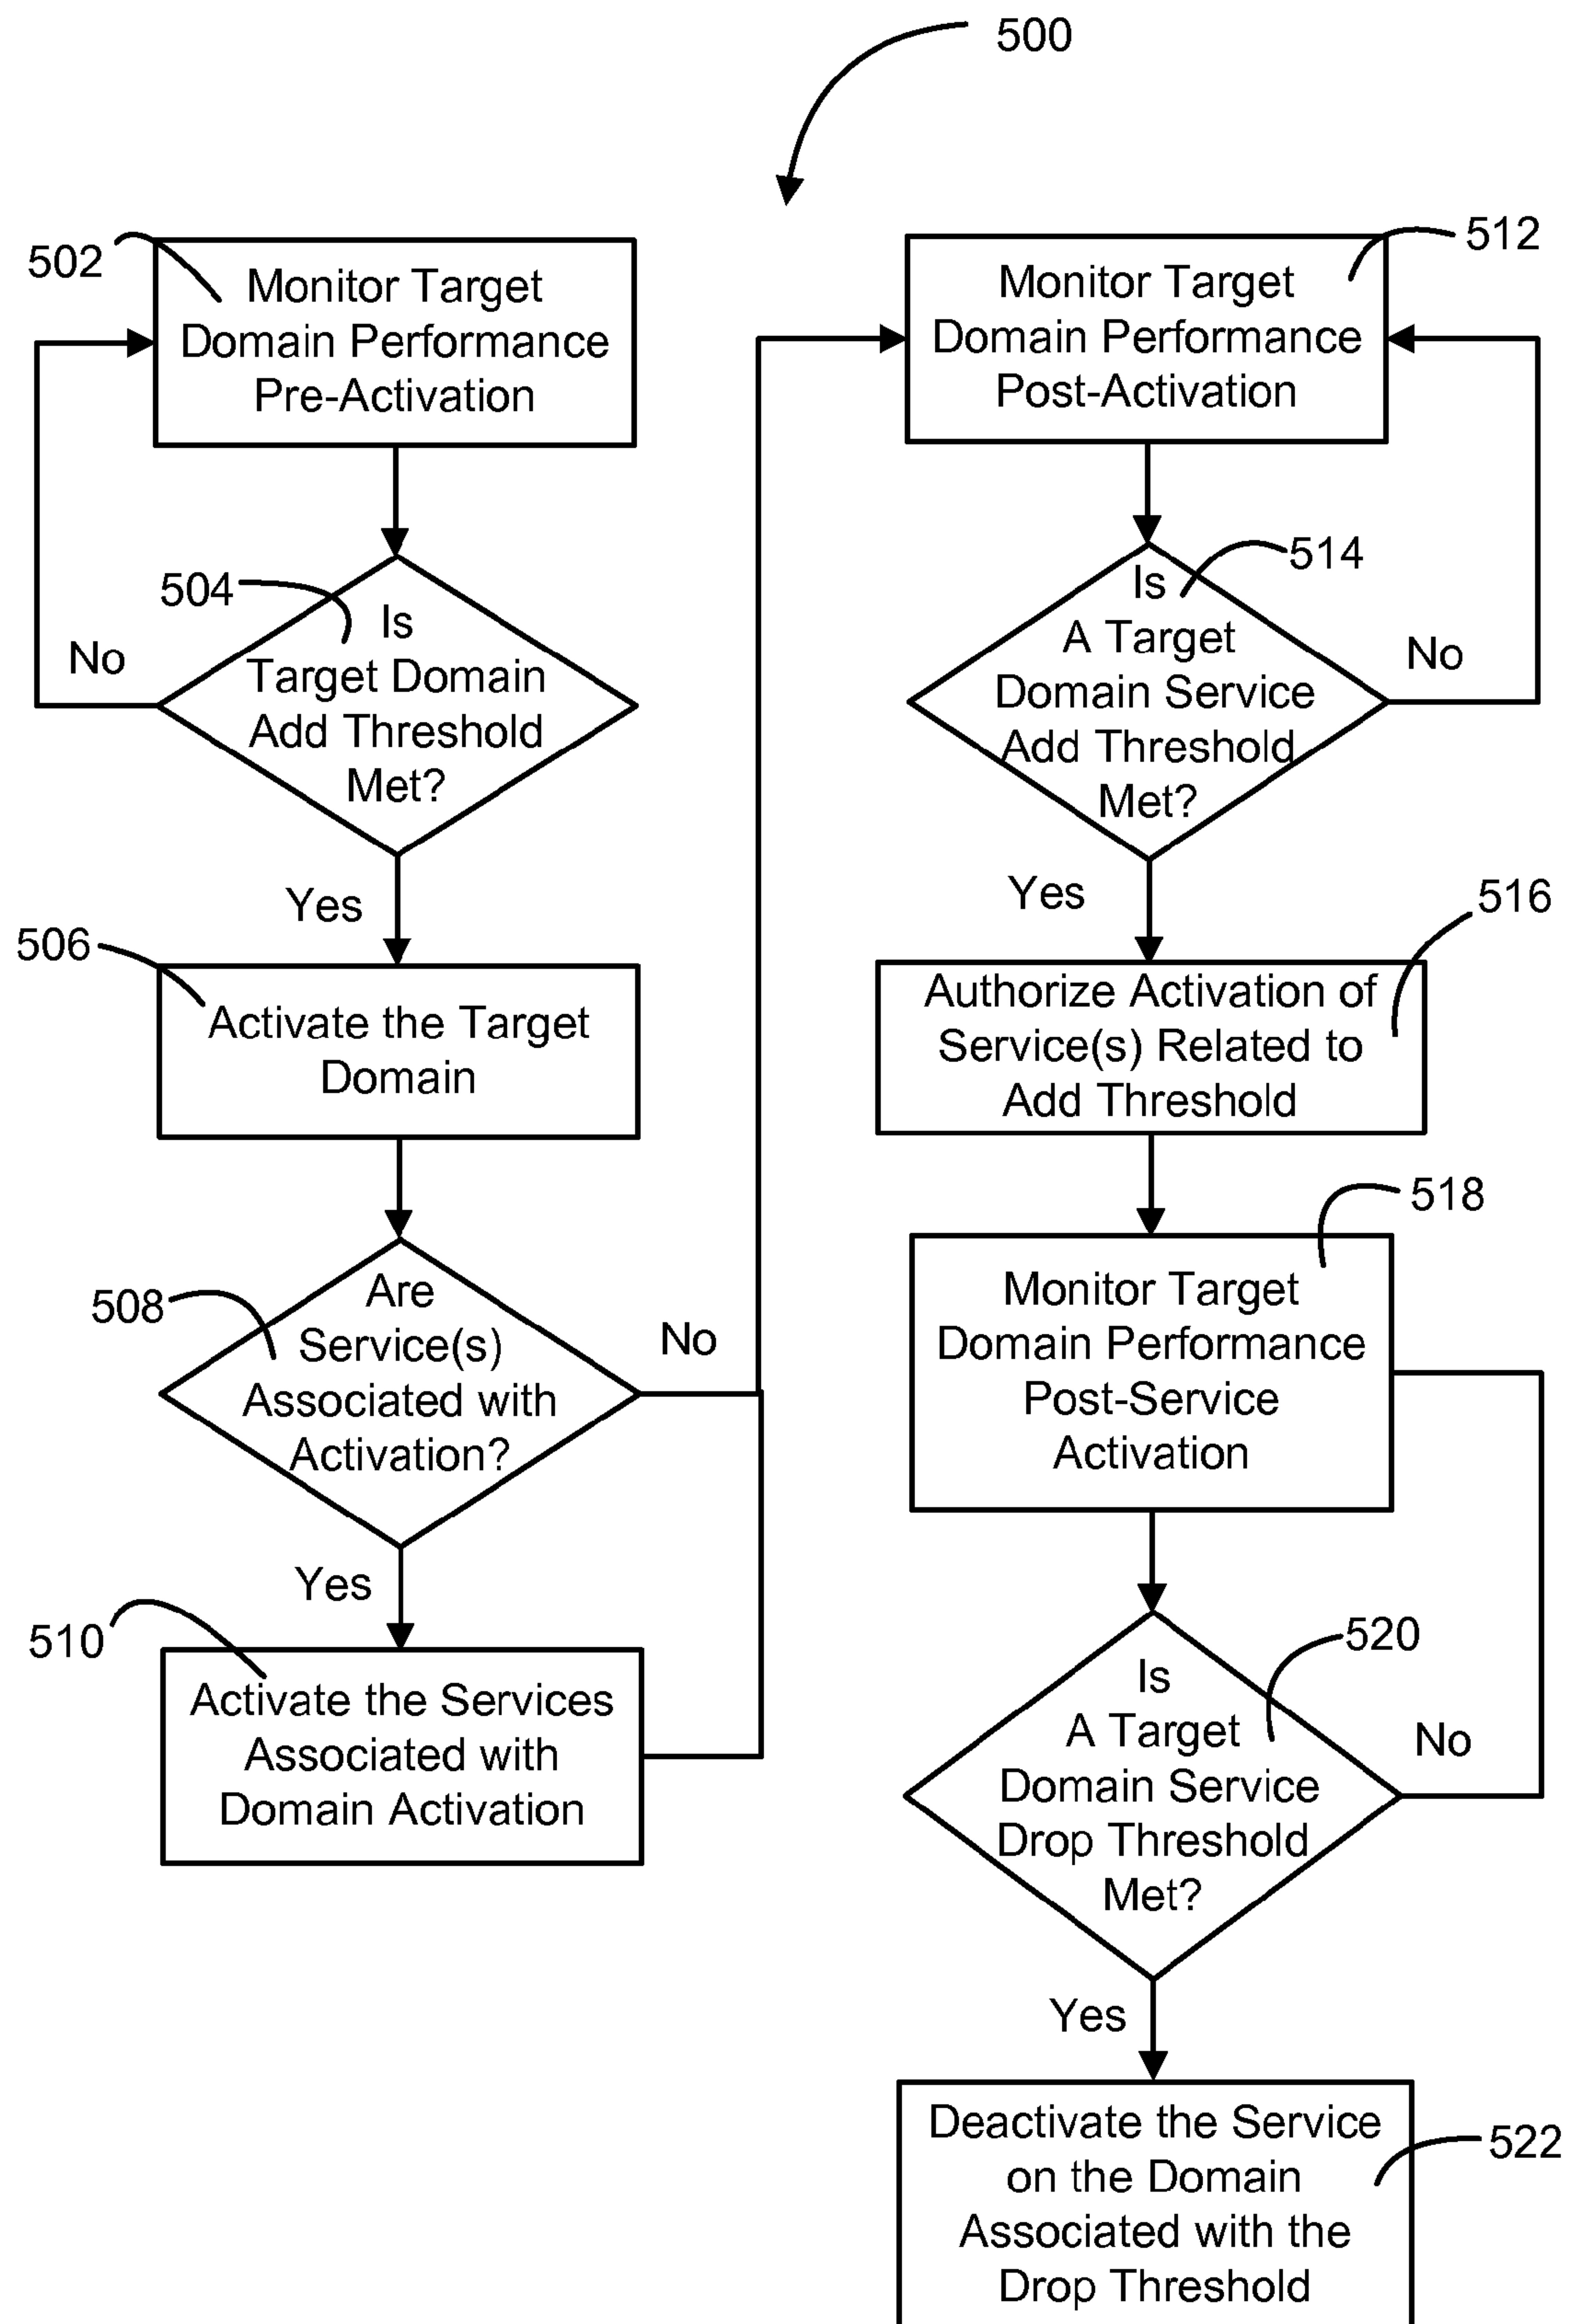 500
502
Monitor Target
Domain Performance
Pre-Activation
504
Is
Target Domain
Add Threshold
Met?
No
Yes
506
Activate the Target
Domain
508
Are
Service(s)
Associated with
Activation?
No
Yes
510
Activate the Services
Associated with
Domain Activation
512
Monitor Target
Domain Performance
Post-Activation
514
Is
A Target
Domain Service
Add Threshold
Met?
No
Yes
516
Authorize Activation of
Service(s) Related to
Add Threshold
518
Monitor Target
Domain Performance
Post-Service
Activation
520
Is
A Target
Domain Service
Drop Threshold
Met?
No
Yes
522
Deactivate the Service
on the Domain
Associated with the
Drop Threshold